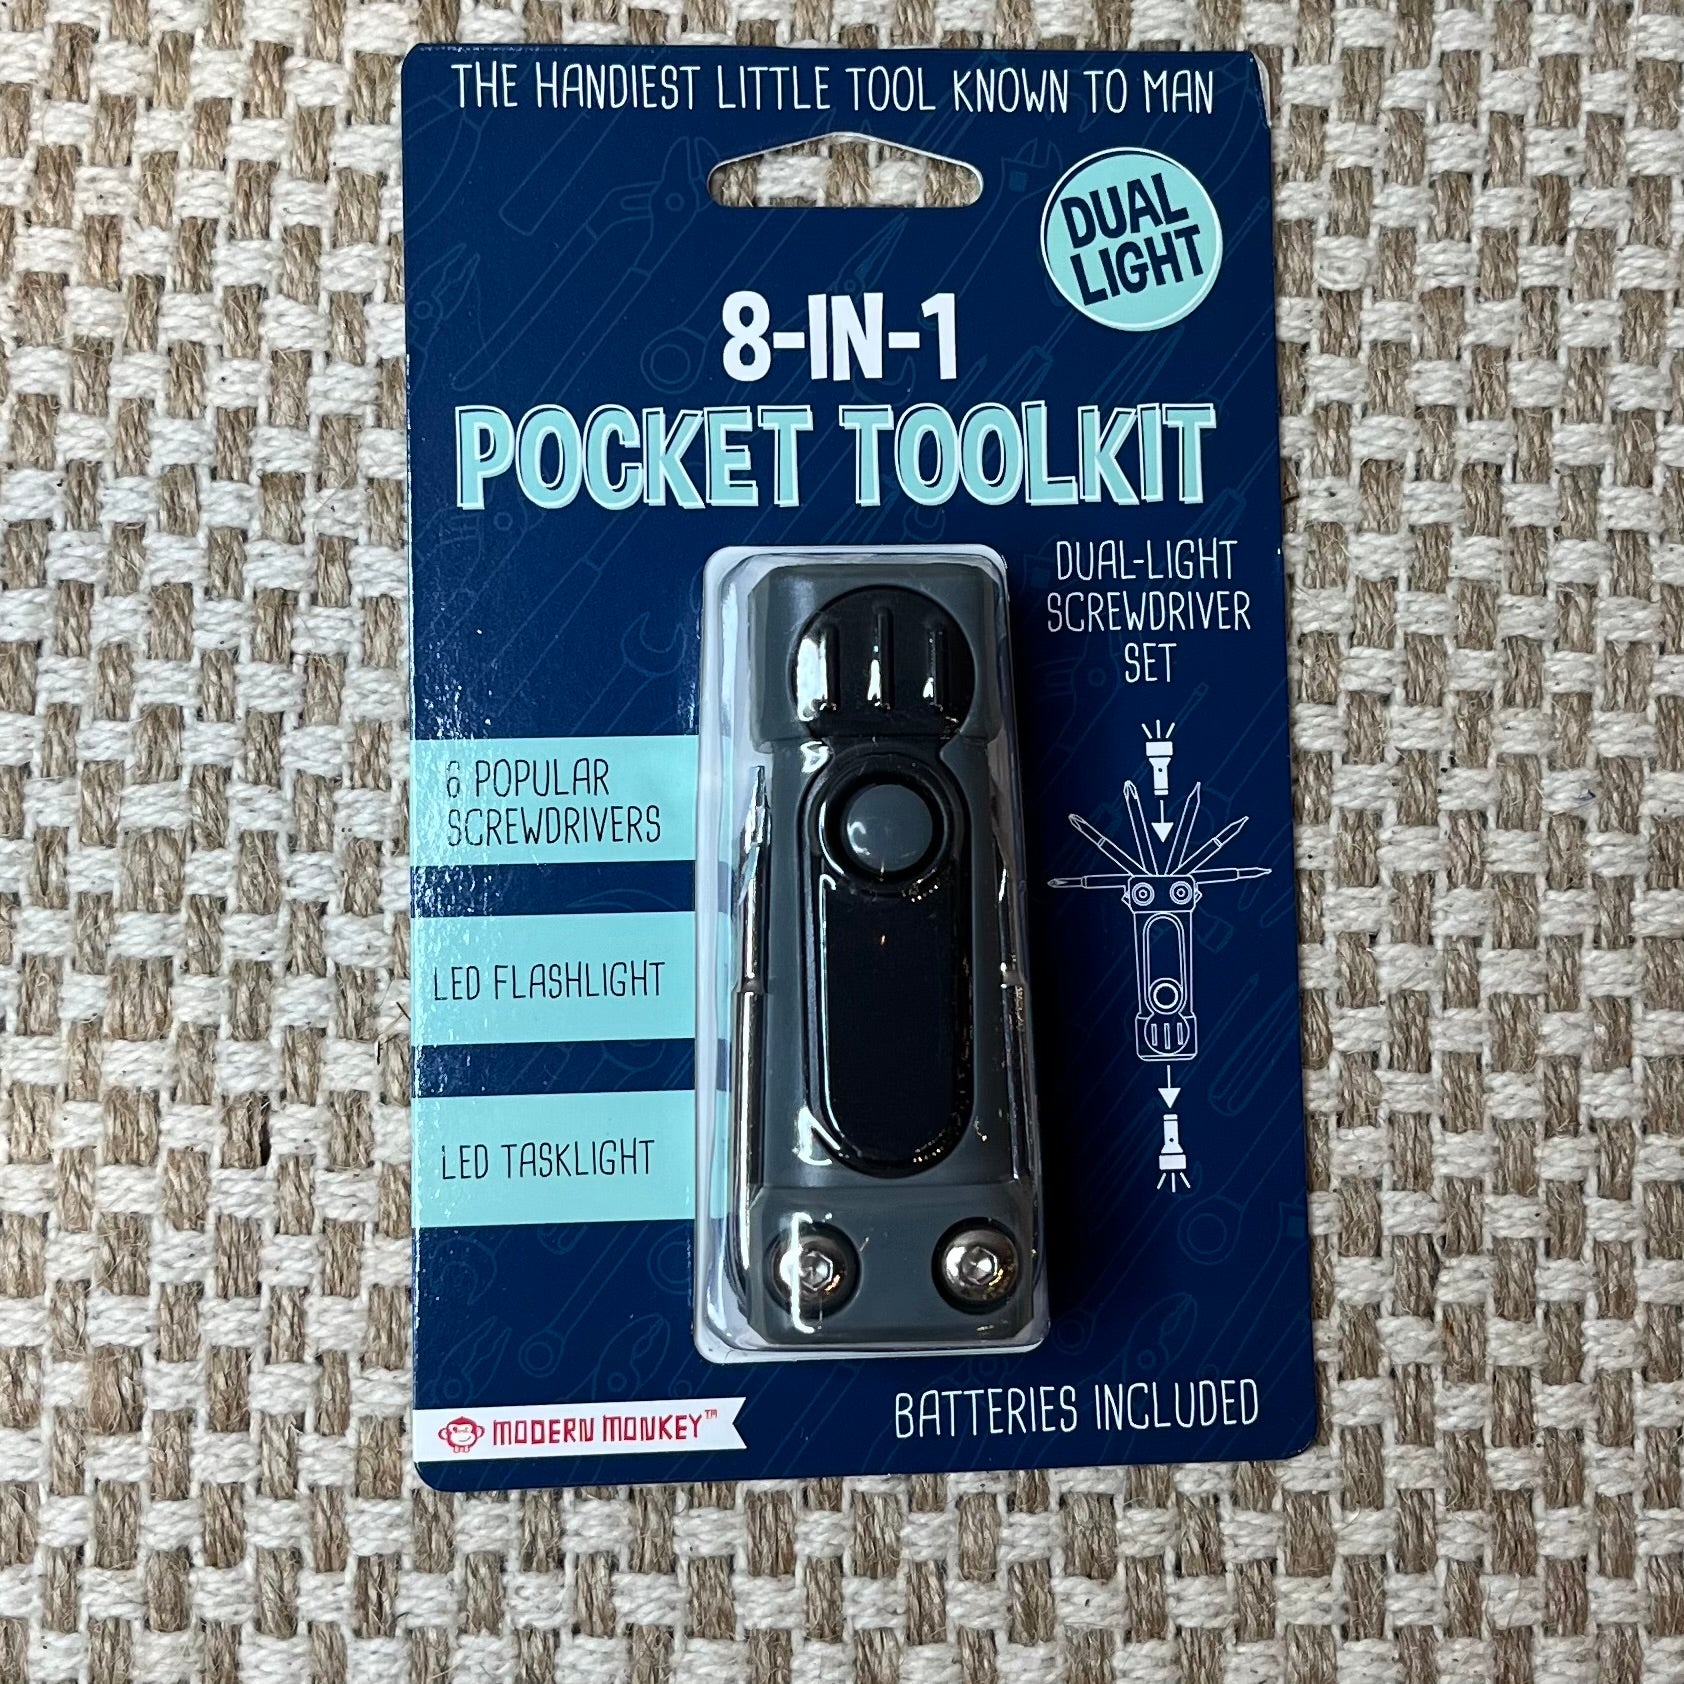 THE HANDIEST LITTLE TOOL KNOWN TO MAN
DUAL
LIGHT
8-IN-1
POCKET TOOLKIT
DUAL-LIGHT
SCREWDRIVER
SET
6 POPULAR
SCREWDRIVERS
LED FLASHLIGHT
LED TASKLIGHT
MODERN MONKEY™
BATTERIES INCLUDED